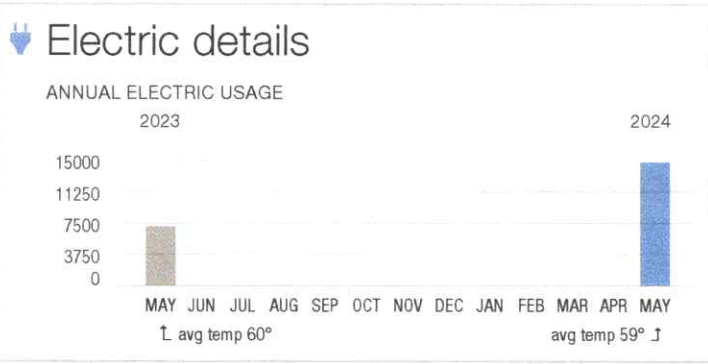 Electric details
ANNUAL ELECTRIC USAGE
2023 2024
15000
11250
7500
3750
0
MAY JUN JUL AUG SEP OCT NOV DEC JAN FEB MAR APR MAY
avg temp 60° avg temp 59°